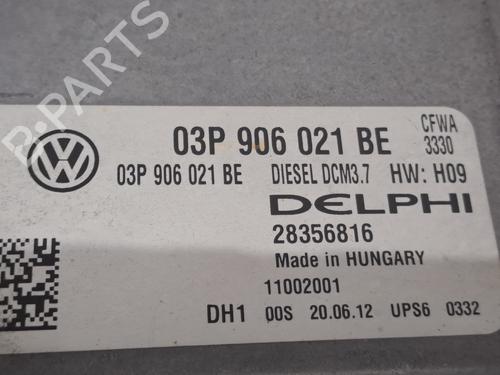 B-Parts
03P 906 021 BE CFWA
3330
03P 906 021 BE DIESEL DCM3.7 HW: H09
DELPHI
28356816
Made in HUNGARY
11002001
DH1 00S 20.06.12 UPS6 0332